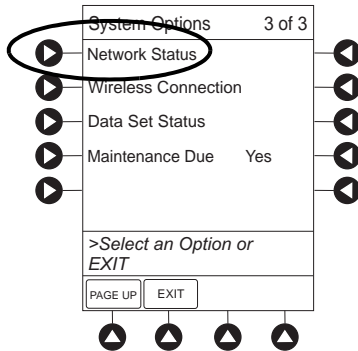 System Options 3 of 3
Network Status
Wireless Connection
Data Set Status
Maintenance Due Yes
>Select an Option or
EXIT
PAGE UP EXIT